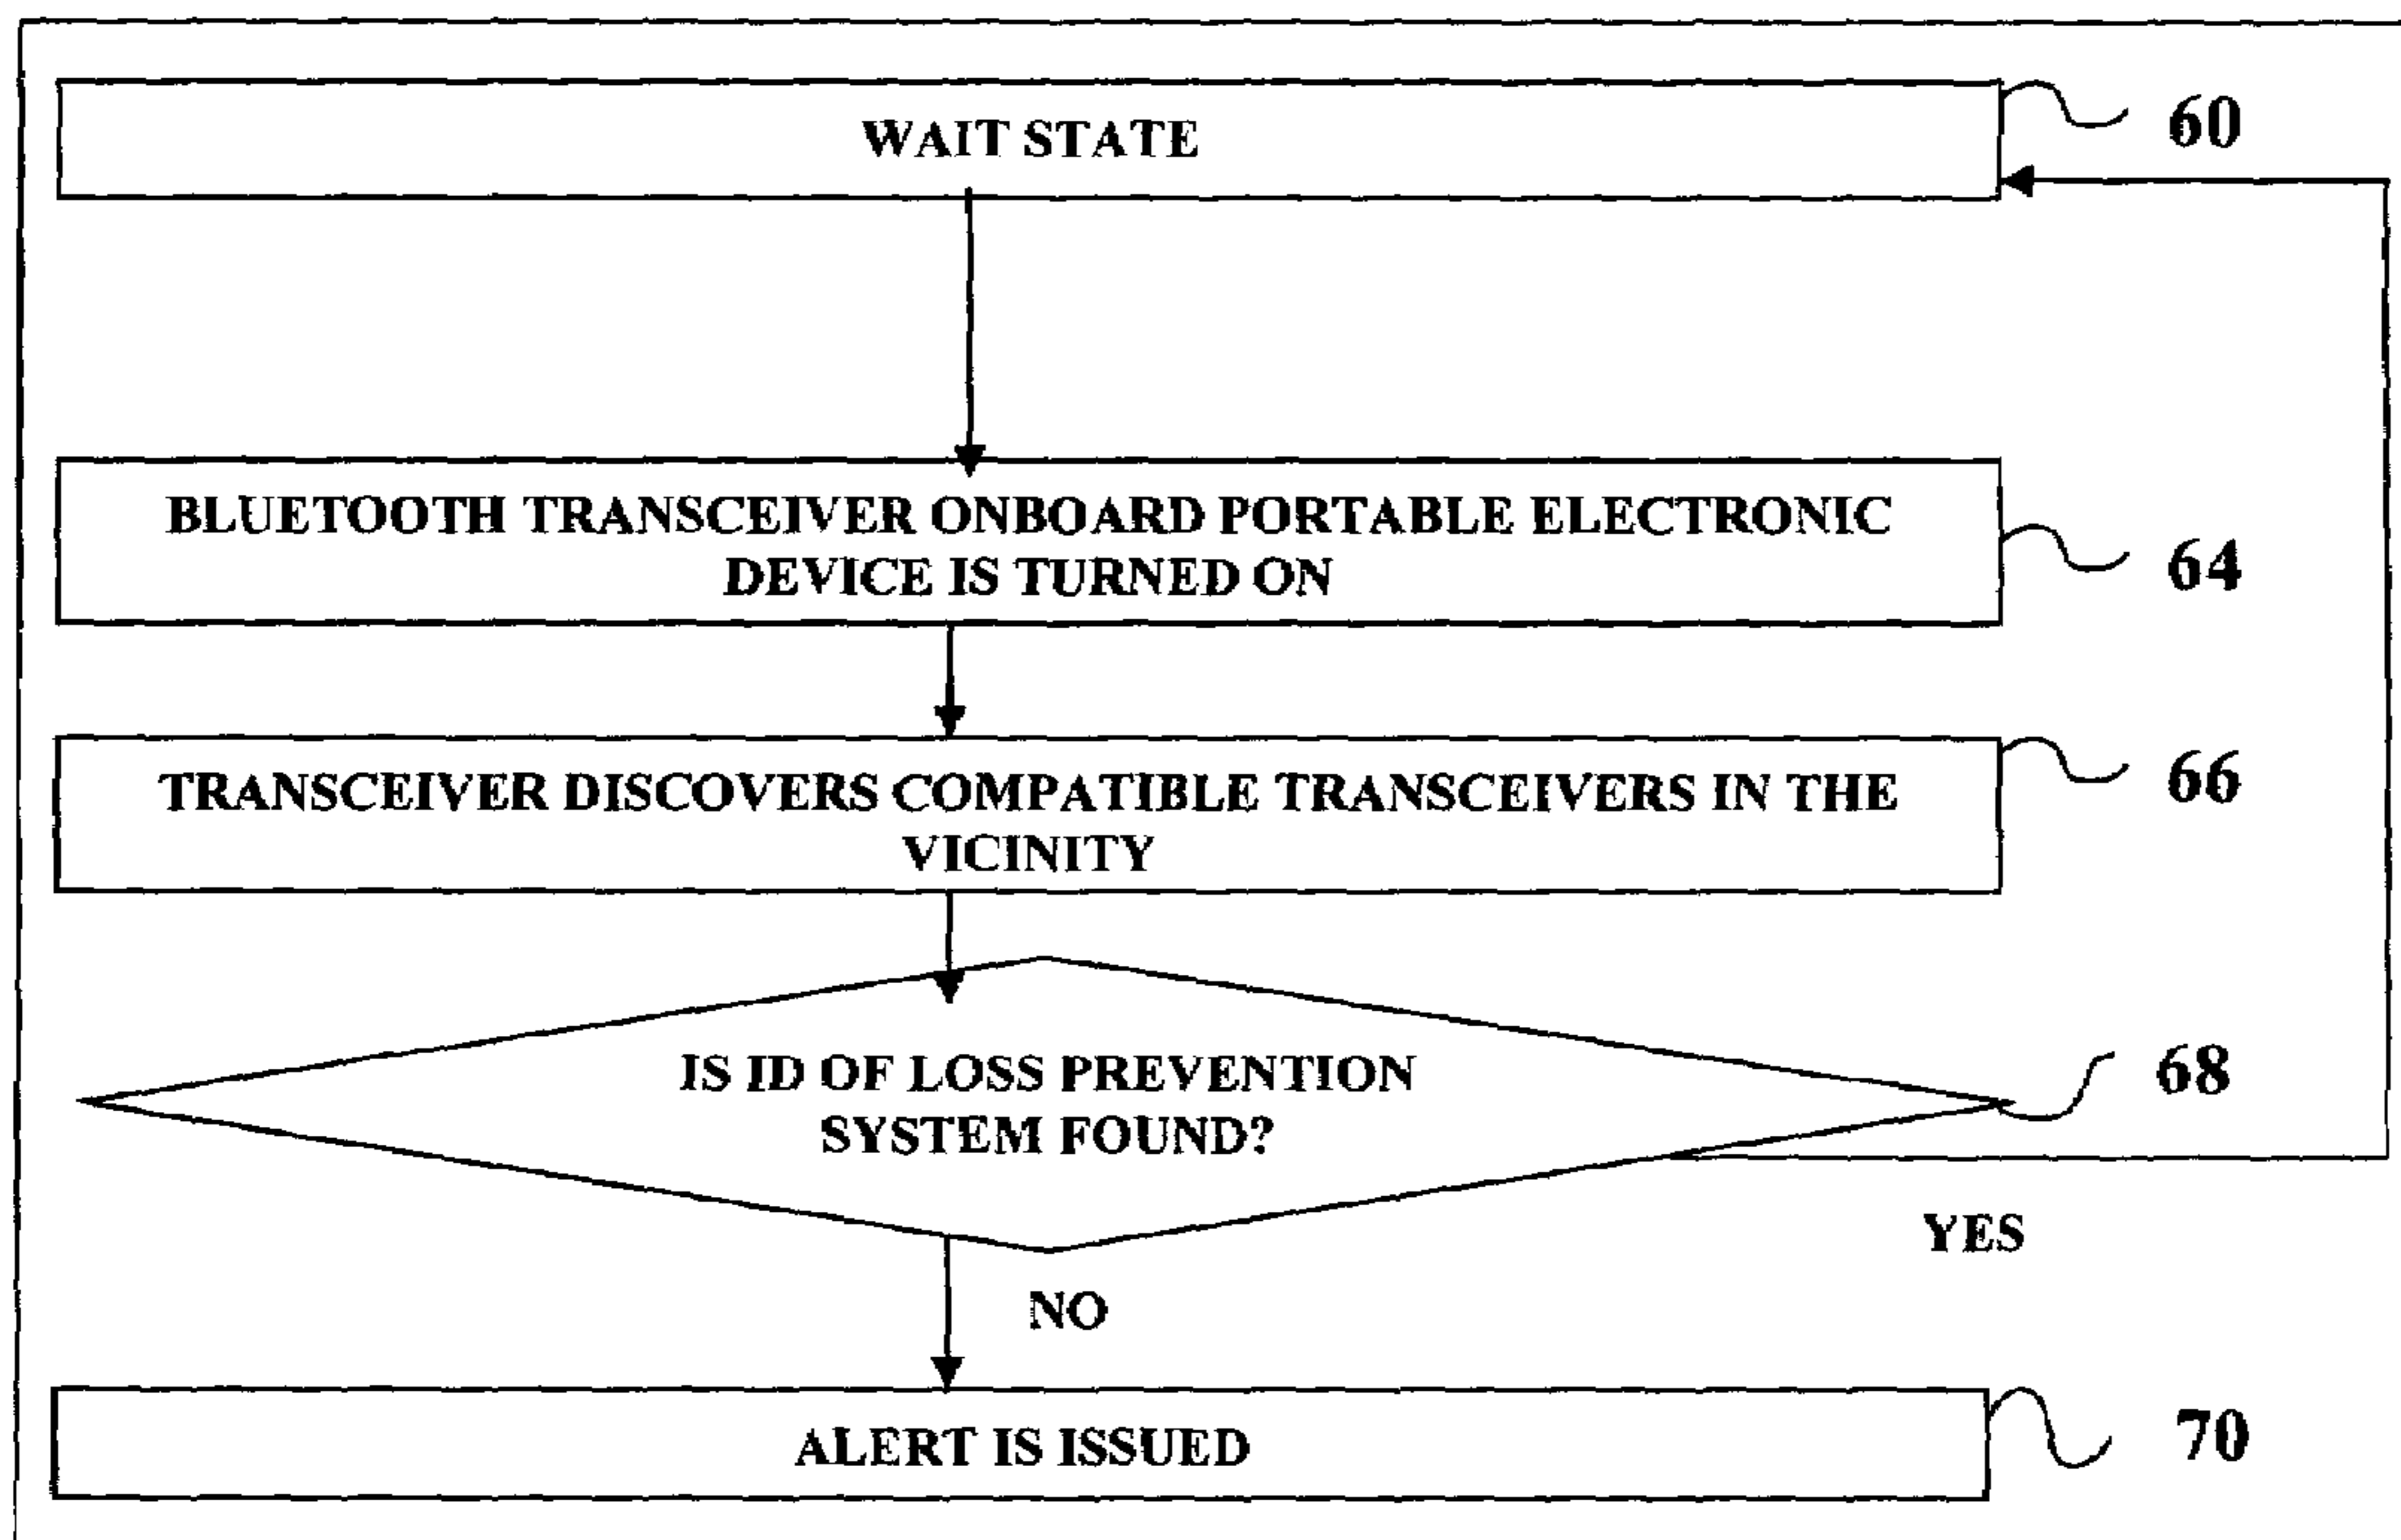 WAIT STATE
60
BLUETOOTH TRANSCEIVER ONBOARD PORTABLE ELECTRONIC
DEVICE IS TURNED ON
64
TRANSCEIVER DISCOVERS COMPATIBLE TRANSCEIVERS IN THE
VICINITY
66
IS ID OF LOSS PREVENTION
SYSTEM FOUND?
68
YES
NO
ALERT IS ISSUED
70